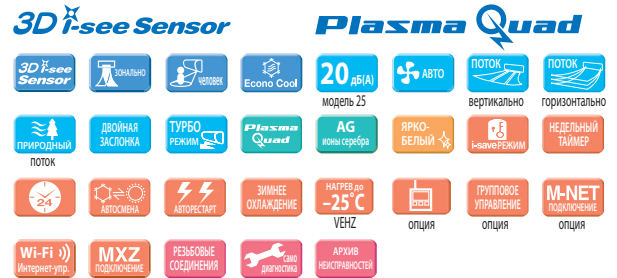 3D i-see Sensor
Plasma Quad
3D i-see
Sensor
ЗОНАЛЬНО
ЧЕЛОВЕК
Econo Cool
20 дБ(А)
модель 25
АВТО
ПОТОК
вертикально
ПОТОК
горизонтально
ПРИРОДНЫЙ
поток
ДВОЙНАЯ
ЗАСЛОНКА
ТУРБО
РЕЖИМ
Plasma
Quad
AG
ионы серебра
ЯРКО-
БЕЛЫЙ
i-save РЕЖИМ
НЕДЕЛЬНЫЙ
ТАЙМЕР
24
АВТОСМЕНА
АВТОРЕСТАРТ
ЗИМНЕЕ
ОХЛАЖДЕНИЕ
НАГРЕВ до
–25°C
VEHZ
опция
ГРУППОВОЕ
УПРАВЛЕНИЕ
опция
M-NET
ПОДКЛЮЧЕНИЕ
опция
Wi-Fi
Интернет-упр.
MXZ
ПОДКЛЮЧЕНИЕ
РЕЗЬБОВЫЕ
СОЕДИНЕНИЯ
само
диагностика
АРХИВ
НЕИСПРАВНОСТЕЙ